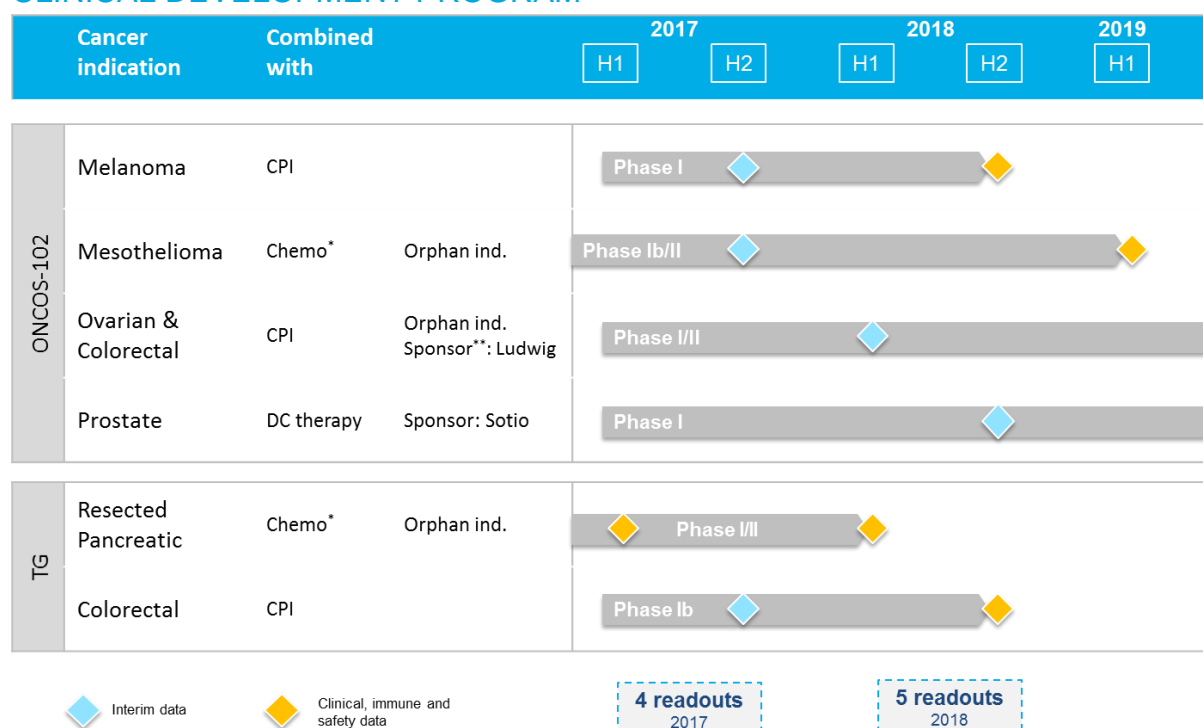 CLINICAL DEVELOPMENT PROGRAM
Cancer indication
Combined with
2017
2018
2019
H1
H2
H1
H2
H1
ONCOS-102
Melanoma
CPI
Phase I
Mesothelioma
Chemo*
Orphan ind.
Phase Ib/II
Ovarian &
Colorectal
CPI
Orphan ind.
Sponsor**: Ludwig
Phase I/II
Prostate
DC therapy
Sponsor: Sotio
Phase I
TG
Resected
Pancreatic
Chemo*
Orphan ind.
Phase I/II
Colorectal
CPI
Phase Ib
Interim data
Clinical, immune and
safety data
4 readouts
2017
5 readouts
2018